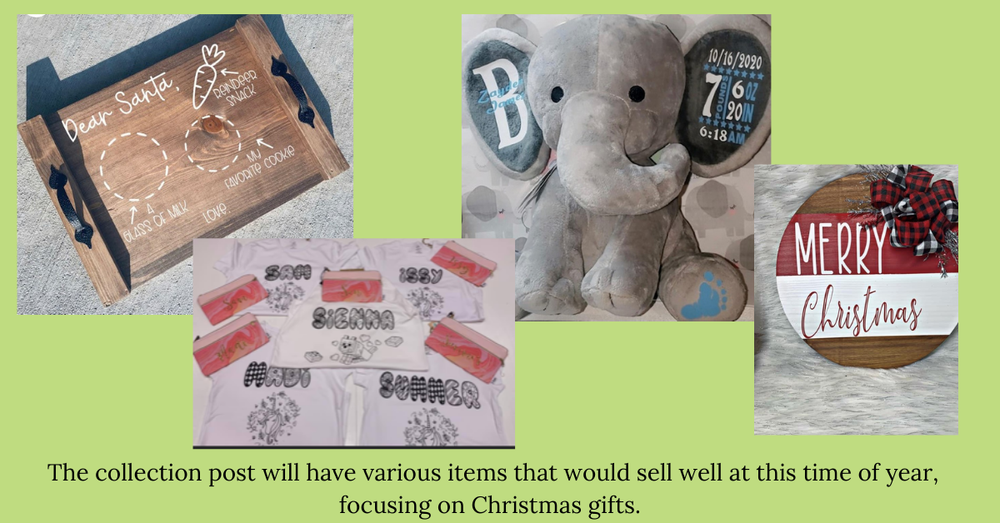 Dear Santa,
REINDEER
SNACK
MY
FAVORITE COOKIE
A
GLASS OF MILK
LOVE
B
Zayden
James
10/16/2020
7 POUNDS 6 OZ
20 IN
6:18 AM
SAM
ISSY
SIENNA
MADI
SUMMER
MERRY
Christmas
The collection post will have various items that would sell well at this time of year,
focusing on Christmas gifts.